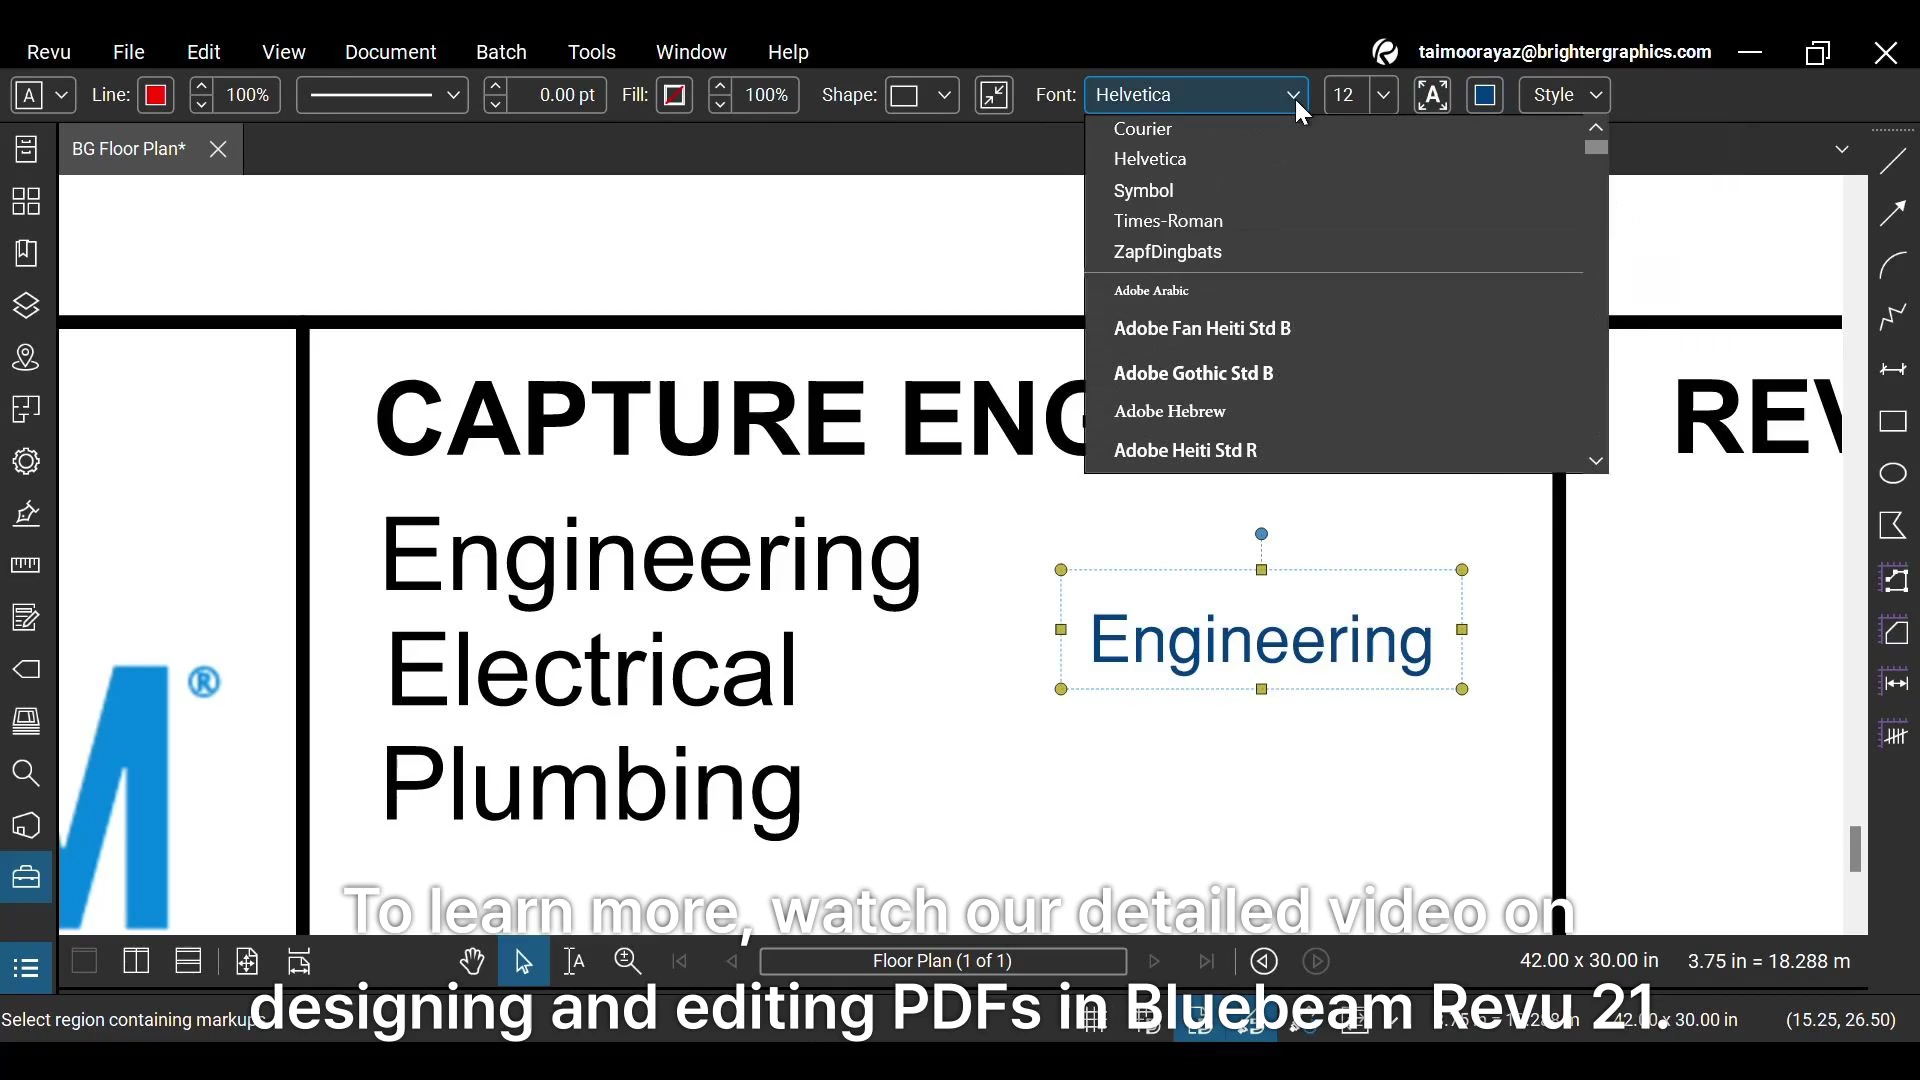 Revu File Edit View Document Batch Tools Window Help taimoorayaz@brightergraphics.com
A Line: 100% 0.00 pt Fill: 100% Shape: Font: Helvetica 12 A Style
BG Floor Plan*
Courier
Helvetica
Symbol
Times-Roman
ZapfDingbats
Adobe Arabic
Adobe Fan Heiti Std B
Adobe Gothic Std B
Adobe Hebrew
Adobe Heiti Std R
CAPTURE ENG
REV
Engineering
Electrical
Plumbing
Engineering
M®
To learn more, watch our detailed video on
Floor Plan (1 of 1) 42.00 x 30.00 in 3.75 in = 18.288 m
designing and editing PDFs in Bluebeam Revu 21.
Select region containing markups 42.00 x 30.00 in (15.25, 26.50)